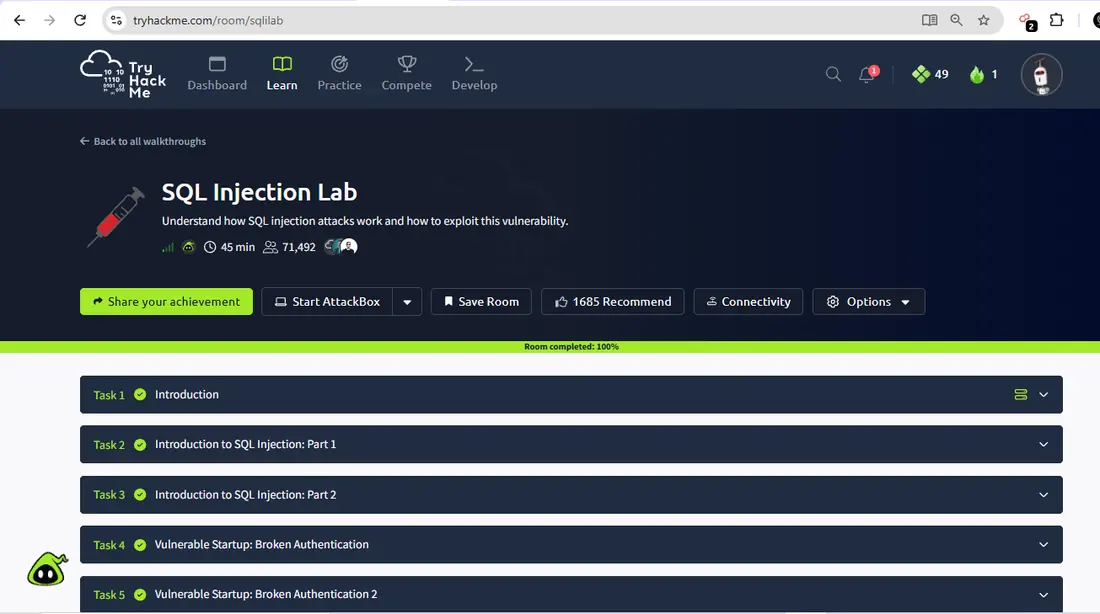 tryhackme.com/room/sqlilab
2
Try
Hack
Me
Dashboard
Learn
Practice
Compete
Develop
1
49
1
Back to all walkthroughs
SQL Injection Lab
Understand how SQL injection attacks work and how to exploit this vulnerability.
45 min
71,492
Share your achievement
Start AttackBox
Save Room
1685 Recommend
Connectivity
Options
Room completed: 100%
Task 1 Introduction
Task 2 Introduction to SQL Injection: Part 1
Task 3 Introduction to SQL Injection: Part 2
Task 4 Vulnerable Startup: Broken Authentication
Task 5 Vulnerable Startup: Broken Authentication 2